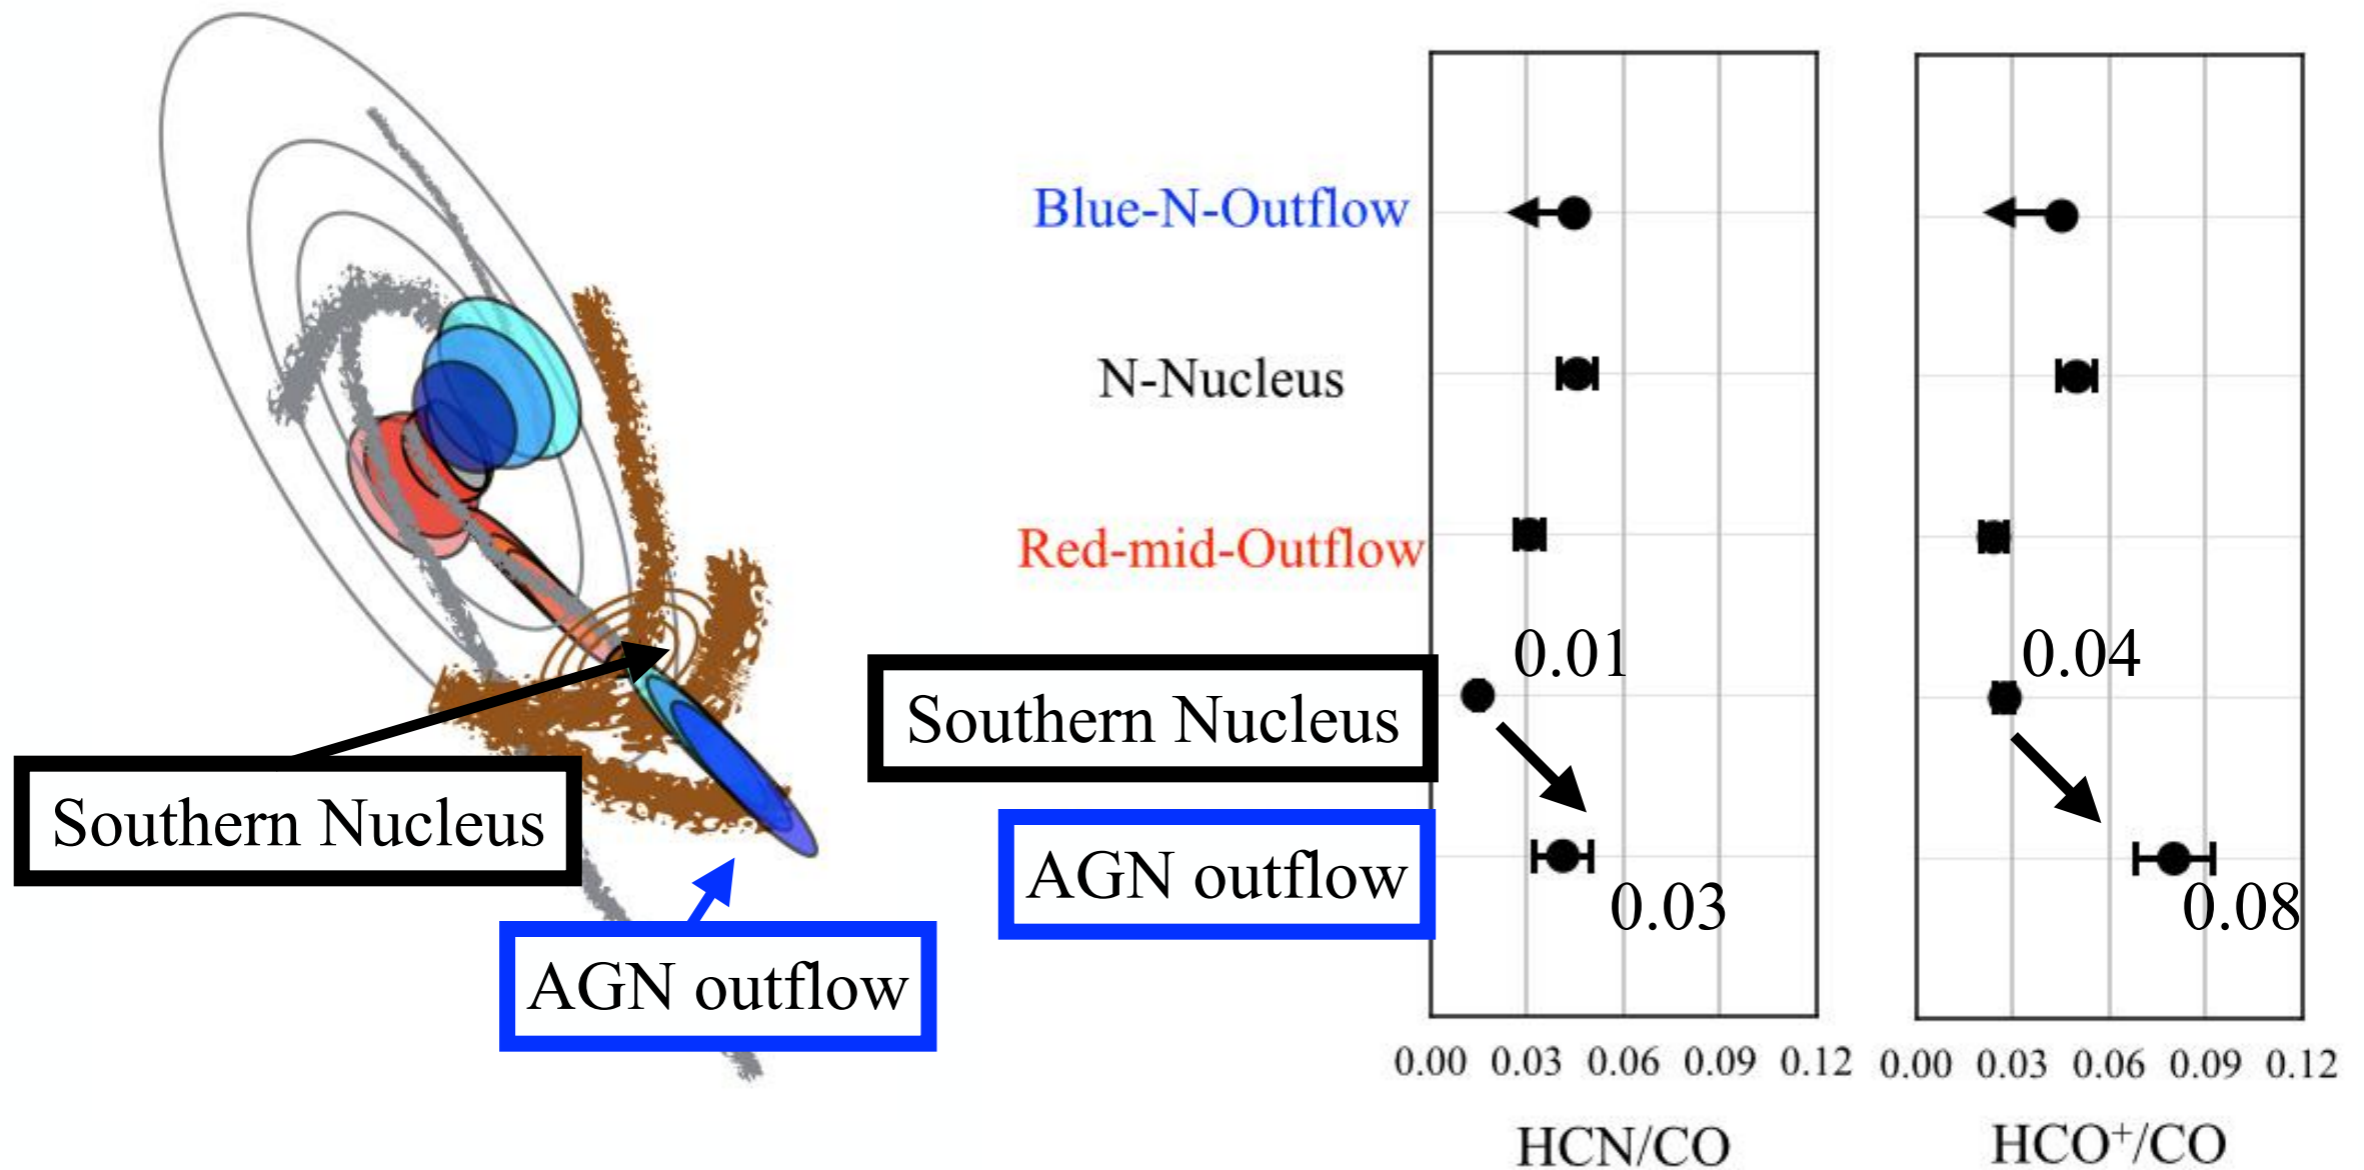 Blue-N-Outflow
N-Nucleus
Red-mid-Outflow
0.01
0.04
Southern Nucleus
Southern Nucleus
AGN outflow
0.03
0.08
AGN outflow
0.00 0.03 0.06 0.09 0.12
0.00 0.03 0.06 0.09 0.12
HCN/CO
HCO⁺/CO